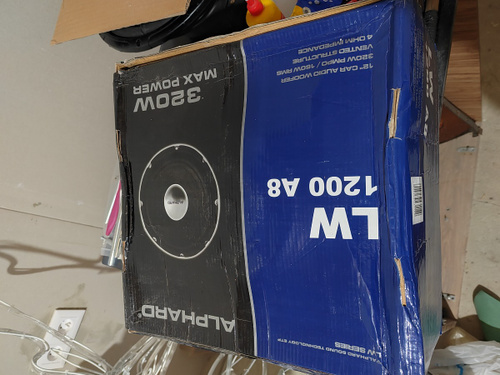 ALPHARD
LW SERIES
ALPHARD SOUND TECHNOLOGY
LW
1200 A8
320W
MAX POWER
12" CAR AUDIO WOOFER
320W PMPO / 160W RMS
VENTED STRUCTURE
4 OHM IMPEDANCE